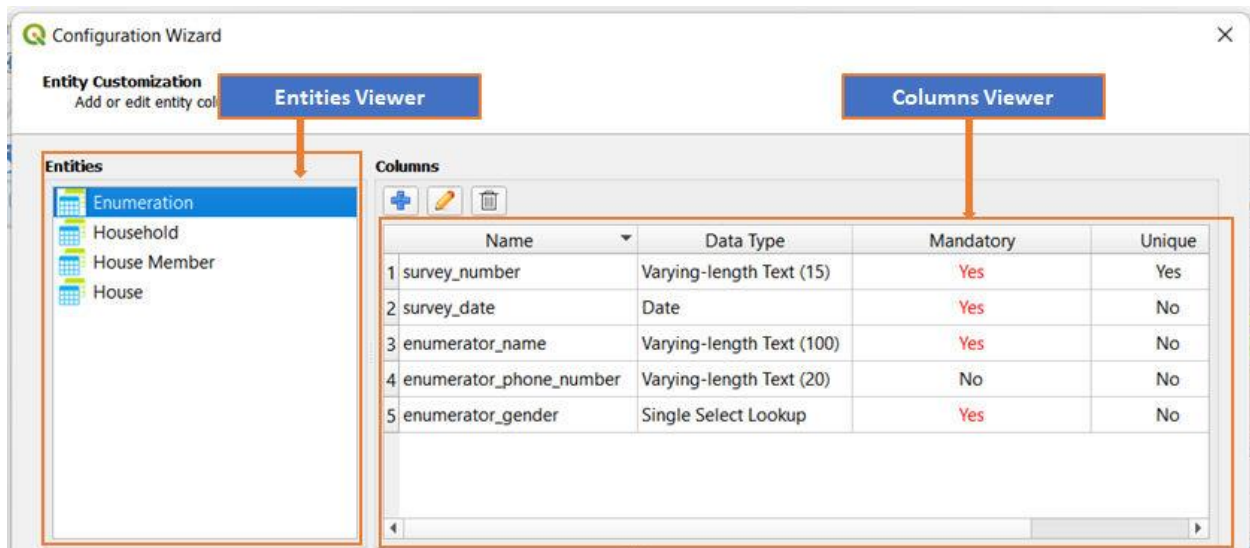 Configuration Wizard
Entity Customization
Add or edit entity col
Entities Viewer
Columns Viewer
Entities
Enumeration
Household
House Member
House
Columns
Name Data Type Mandatory Unique
1 survey_number Varying-length Text (15) Yes Yes
2 survey_date Date Yes No
3 enumerator_name Varying-length Text (100) Yes No
4 enumerator_phone_number Varying-length Text (20) No No
5 enumerator_gender Single Select Lookup Yes No